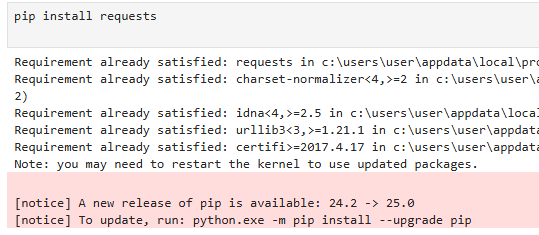 pip install requests
Requirement already satisfied: requests in c:\users\user\appdata\local\pro
Requirement already satisfied: charset-normalizer<4,>=2 in c:\users\user\a
2)
Requirement already satisfied: idna<4,>=2.5 in c:\users\user\appdata\local
Requirement already satisfied: urllib3<3,>=1.21.1 in c:\users\user\appdata
Requirement already satisfied: certifi>=2017.4.17 in c:\users\user\appdata
Note: you may need to restart the kernel to use updated packages.
[notice] A new release of pip is available: 24.2 -> 25.0
[notice] To update, run: python.exe -m pip install --upgrade pip